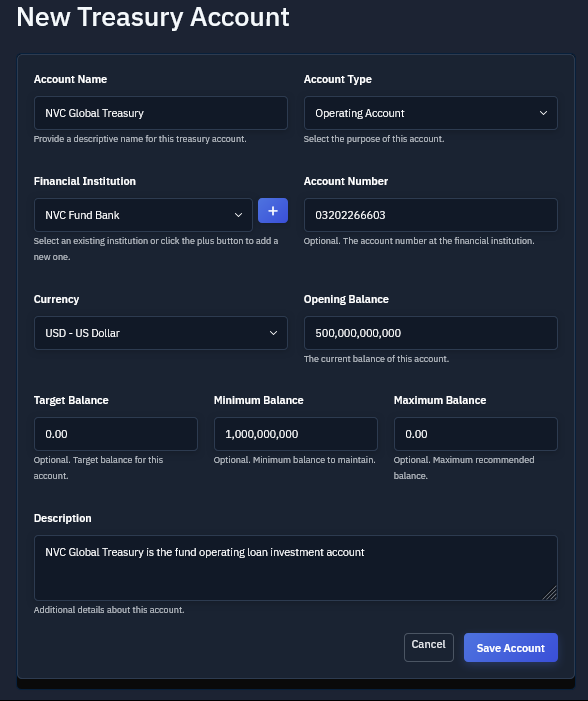 New Treasury Account
Account Name
Account Type
NVC Global Treasury
Operating Account
Provide a descriptive name for this treasury account.
Select the purpose of this account.
Financial Institution
Account Number
NVC Fund Bank
+
03202266603
Select an existing institution or click the plus button to add a
new one.
Optional. The account number at the financial institution.
Currency
Opening Balance
USD - US Dollar
500,000,000,000
The current balance of this account.
Target Balance
Minimum Balance
Maximum Balance
0.00
1,000,000,000
0.00
Optional. Target balance for this
account.
Optional. Minimum balance to maintain.
Optional. Maximum recommended
balance.
Description
NVC Global Treasury is the fund operating loan investment account
Additional details about this account.
Cancel
Save Account